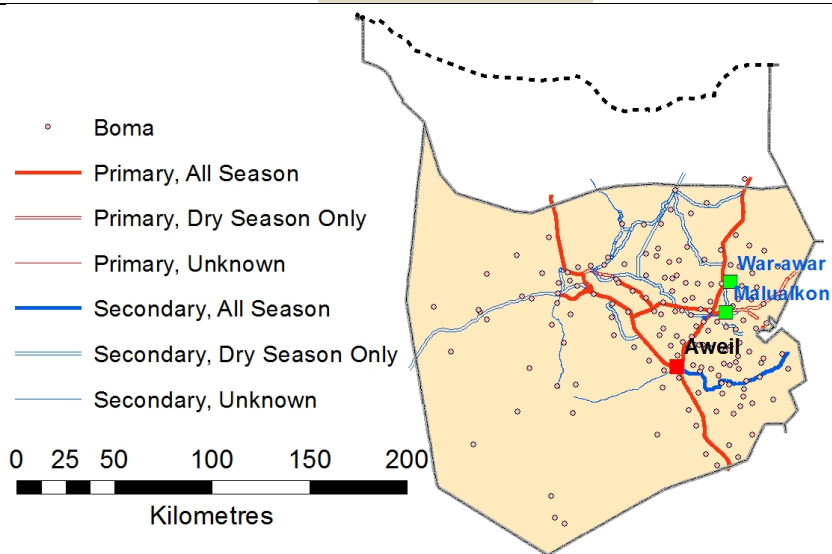 Boma
Primary, All Season
Primary, Dry Season Only
Primary, Unknown
Secondary, All Season
Secondary, Dry Season Only
Secondary, Unknown
0 25 50 100 150 200
Kilometres
War-awar
Malualkon
Aweil